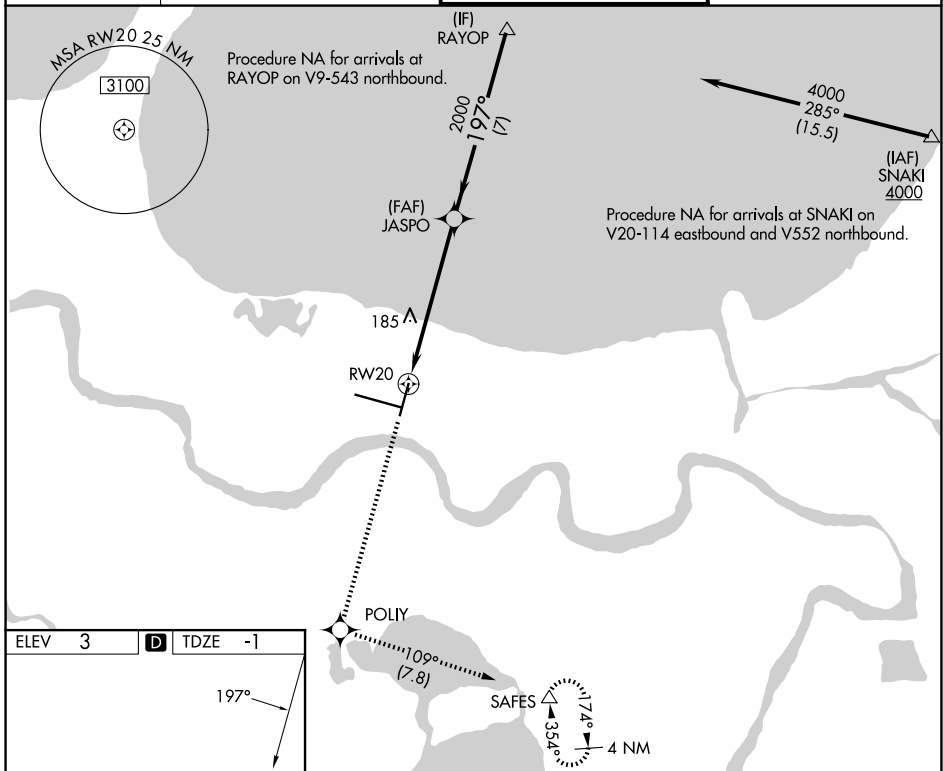 MSA RW20 25 NM
3100
Procedure NA for arrivals at
RAYOP on V9-543 northbound.
(IF)
RAYOP
2000
197°
(7)
4000
285°
(15.5)
(IAF)
SNAKI
4000
(FAF)
JASPO
Procedure NA for arrivals at SNAKI on
V20-114 eastbound and V552 northbound.
185
RW20
POLIY
109°
(7.8)
SAFES
174°
354°
4 NM
ELEV 3 D TDZE -1
197°